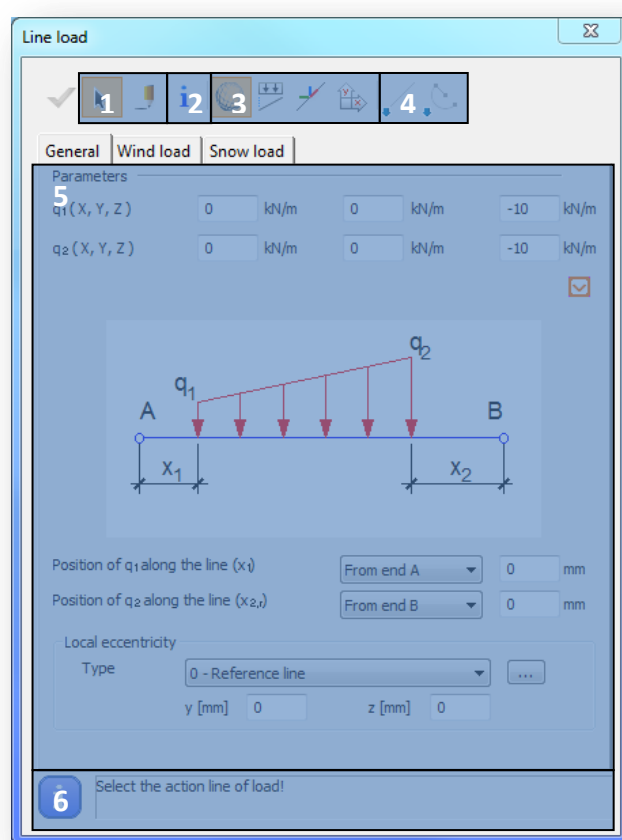 Line load
1 2 3 4
General Wind load Snow load
Parameters
5
q1 (X, Y, Z) 0 kN/m 0 kN/m -10 kN/m
q2 (X, Y, Z) 0 kN/m 0 kN/m -10 kN/m
q2
q1
A B
x1 x2
Position of q1 along the line (x1) From end A 0 mm
Position of q2 along the line (x2,r) From end B 0 mm
Local eccentricity
Type 0 - Reference line ...
y [mm] 0 z [mm] 0
6 Select the action line of load!